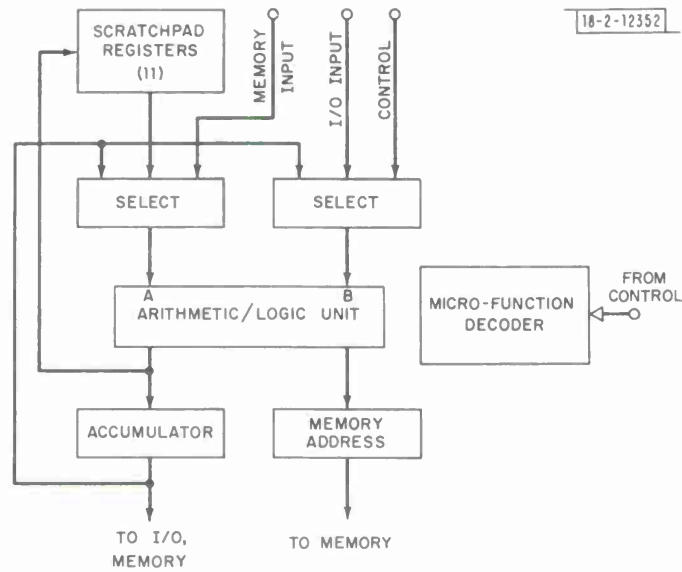 SCRATCHPAD
REGISTERS
(11)
MEMORY
INPUT
I/O INPUT
CONTROL
18-2-12352
SELECT
SELECT
A
B
ARITHMETIC/LOGIC UNIT
MICRO-FUNCTION
DECODER
FROM
CONTROL
ACCUMULATOR
MEMORY
ADDRESS
TO I/O,
MEMORY
TO MEMORY